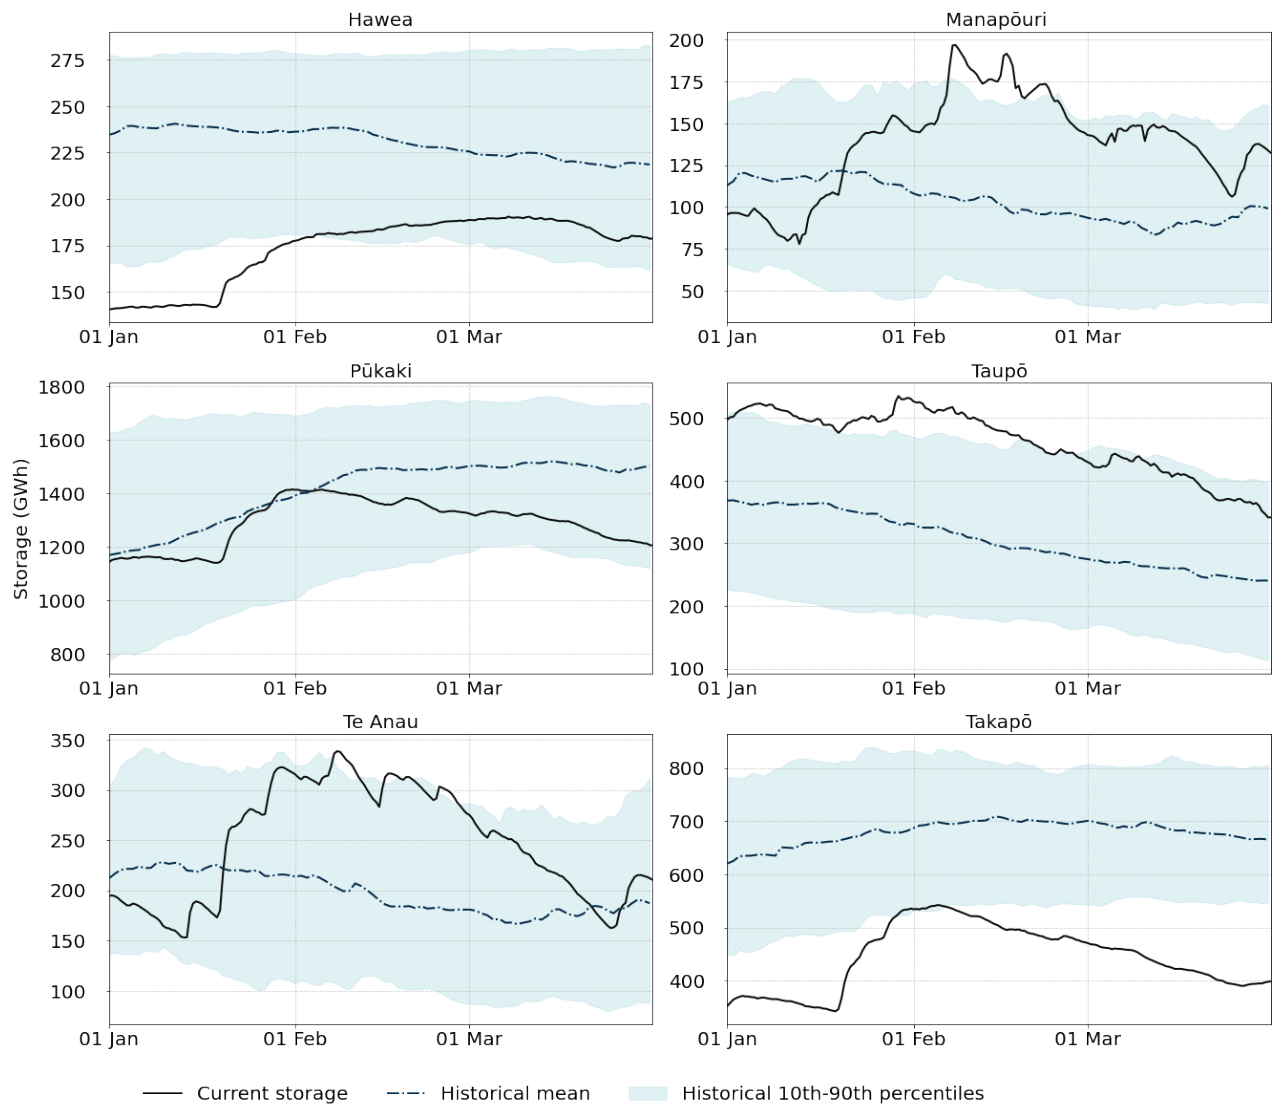 Hawea
275
250
225
200
175
150
01 Jan
01 Feb
01 Mar
Manapōuri
200
175
150
125
100
75
50
01 Jan
01 Feb
01 Mar
Storage (GWh)
Pūkaki
1800
1600
1400
1200
1000
800
01 Jan
01 Feb
01 Mar
Taupō
500
400
300
200
100
01 Jan
01 Feb
01 Mar
Te Anau
350
300
250
200
150
100
01 Jan
01 Feb
01 Mar
Takapō
800
700
600
500
400
01 Jan
01 Feb
01 Mar
Current storage
Historical mean
Historical 10th-90th percentiles